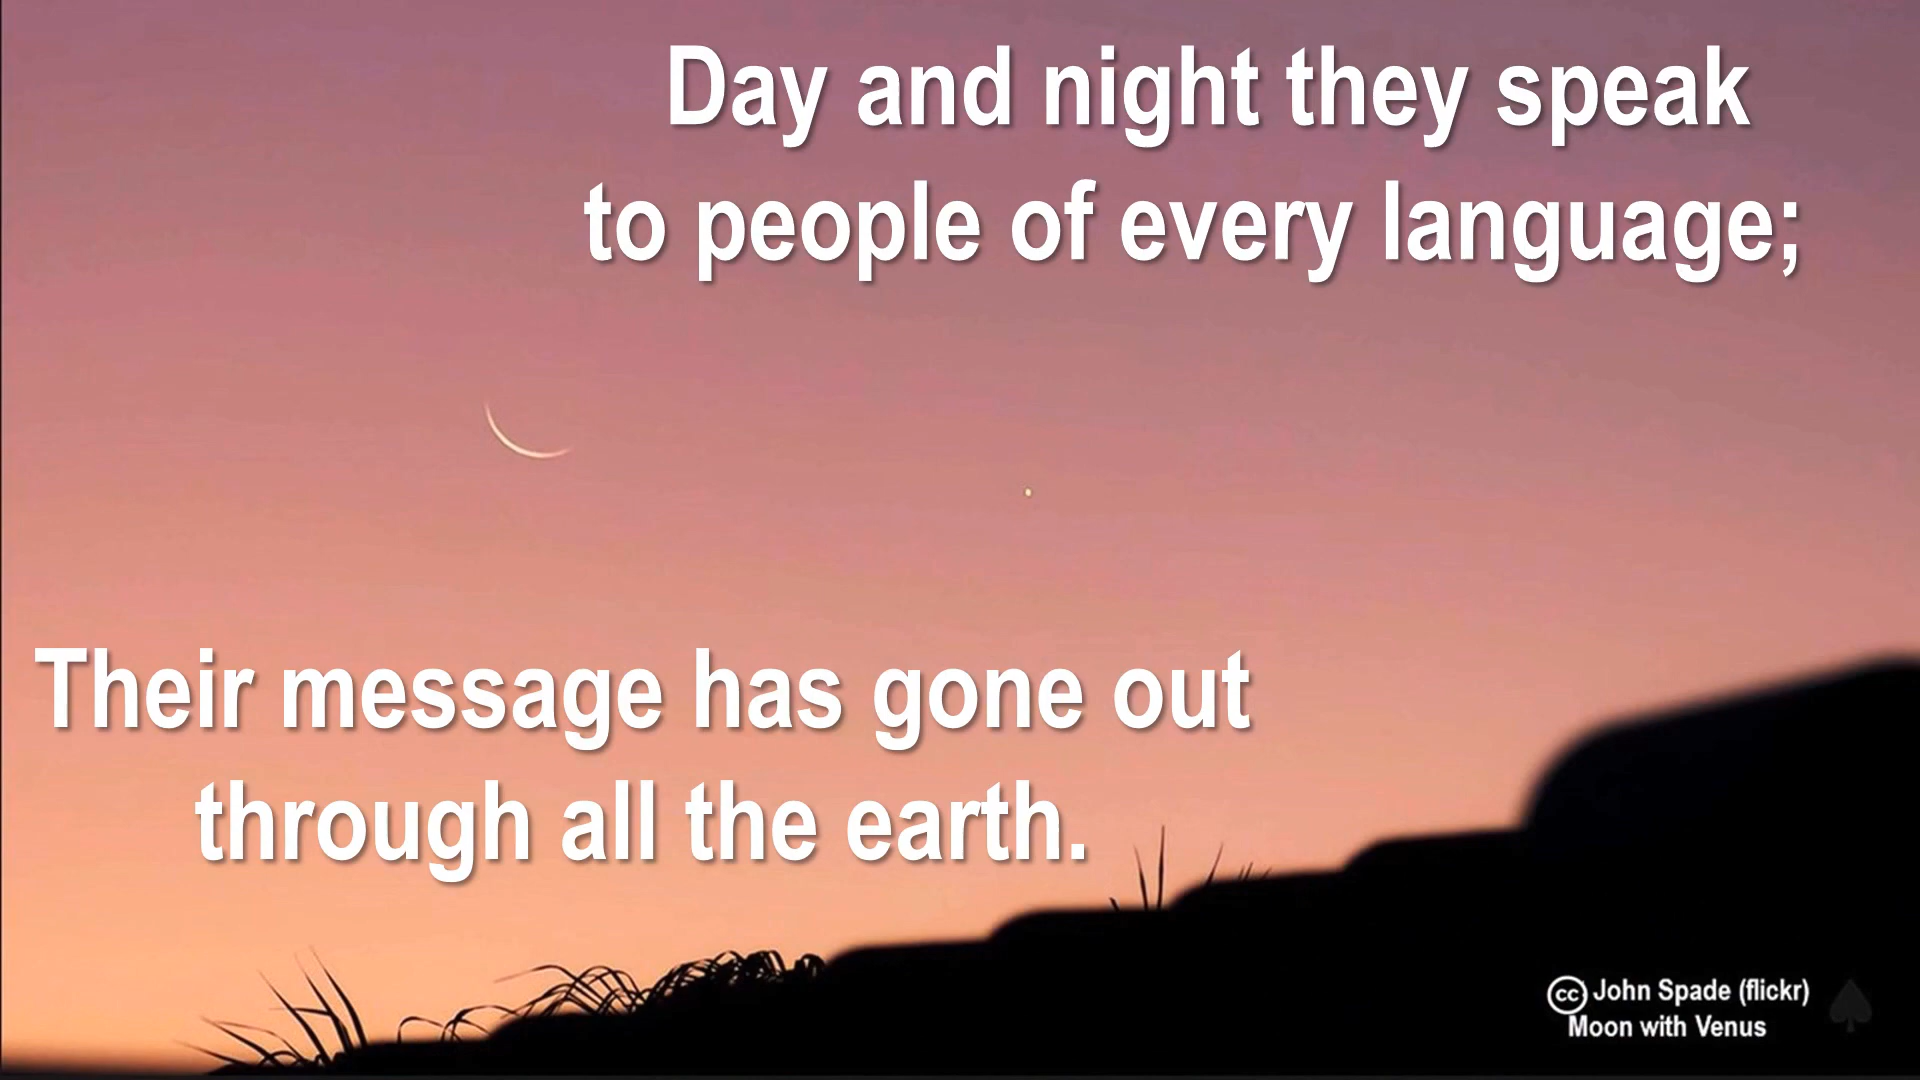 Day and night they speak
to people of every language;
Their message has gone out
through all the earth.
cc John Spade (flickr)
Moon with Venus